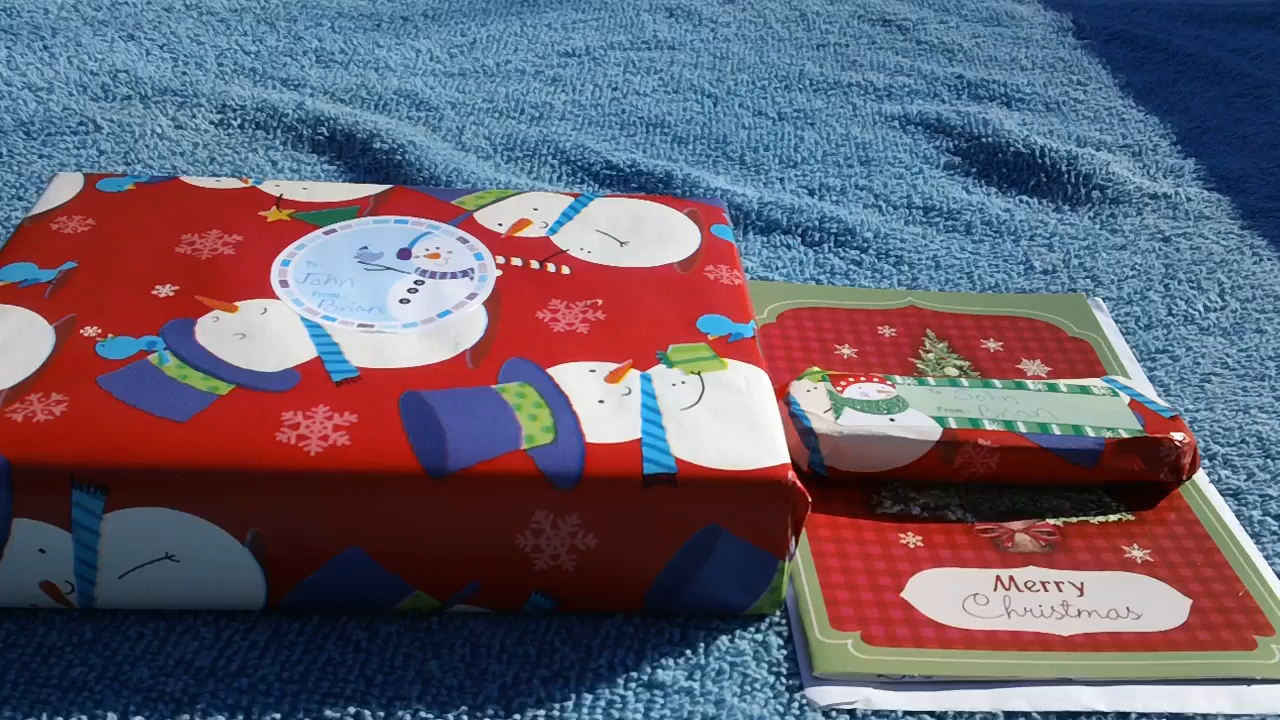 To:
John
From:
Brian
To
John
From:
Brian
Merry
Christmas